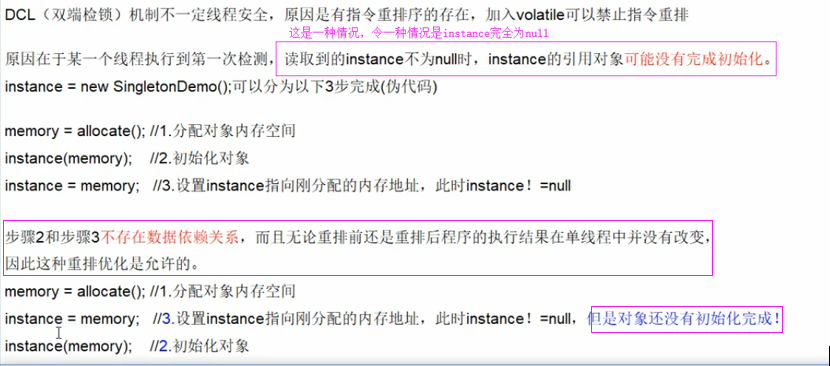 DCL（双端检锁）机制不一定线程安全，原因是有指令重排序的存在，加入volatile可以禁止指令重排
这是一种情况，令一种情况是instance完全为null
原因在于某一个线程执行到第一次检测，读取到的instance不为null时，instance的引用对象可能没有完成初始化。
instance = new SingletonDemo();可以分为以下3步完成(伪代码)
memory = allocate(); //1.分配对象内存空间
instance(memory); //2.初始化对象
instance = memory; //3.设置instance指向刚分配的内存地址，此时instance！=null
步骤2和步骤3不存在数据依赖关系，而且无论重排前还是重排后程序的执行结果在单线程中并没有改变，
因此这种重排优化是允许的。
memory = allocate(); //1.分配对象内存空间
instance = memory; //3.设置instance指向刚分配的内存地址，此时instance！=null，但是对象还没有初始化完成！
instance(memory); //2.初始化对象